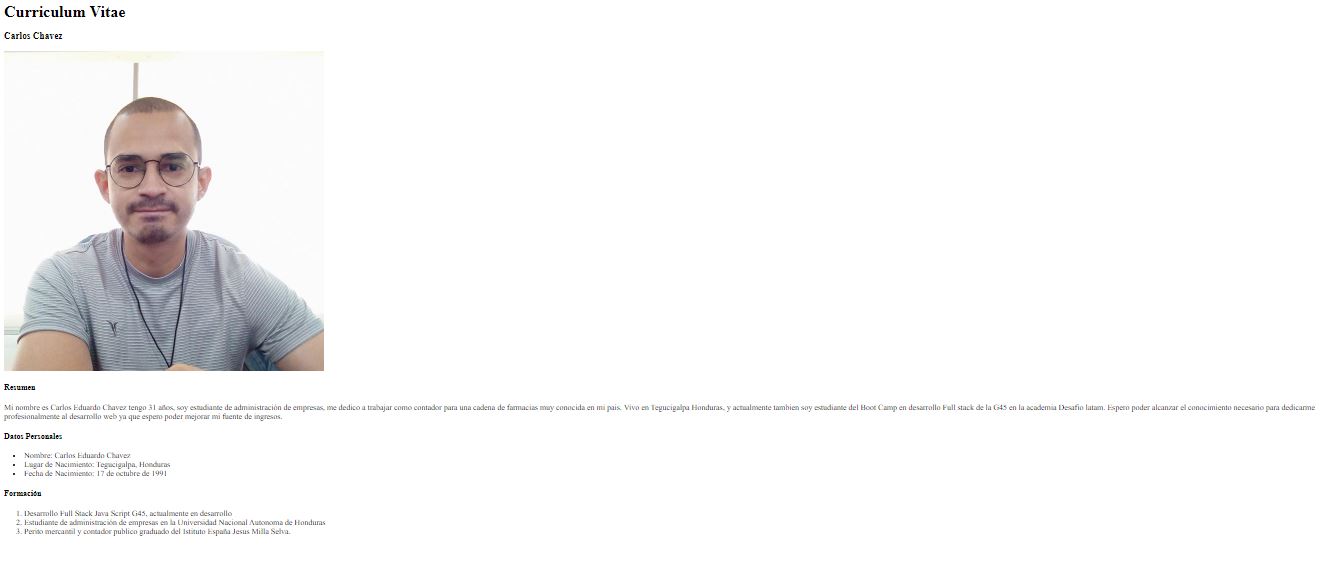 Curriculum Vitae
Carlos Chavez
Resumen
Mi nombre es Carlos Eduardo Chavez tengo 31 años, soy estudiante de administración de empresas, me dedico a trabajar como contador para una cadena de farmacias muy conocida en mi pais. Vivo en Tegucigalpa Honduras, y actualmente tambien soy estudiante del Boot Camp en desarrollo Full stack de la G45 en la academia Desafio latam. Espero poder alcanzar el conocimiento necesario para dedicarme
profesionalmente al desarrollo web ya que espero poder mejorar mi fuente de ingresos.
Datos Personales
• Nombre: Carlos Eduardo Chavez
• Lugar de Nacimiento: Tegucigalpa, Honduras
• Fecha de Nacimiento: 17 de octubre de 1991
Formación
1. Desarrollo Full Stack Java Script G45, actualmente en desarrollo
2. Estudiante de administración de empresas en la Universidad Nacional Autonoma de Honduras
3. Perito mercantil y contador publico graduado del Istituto España Jesus Milla Selva.